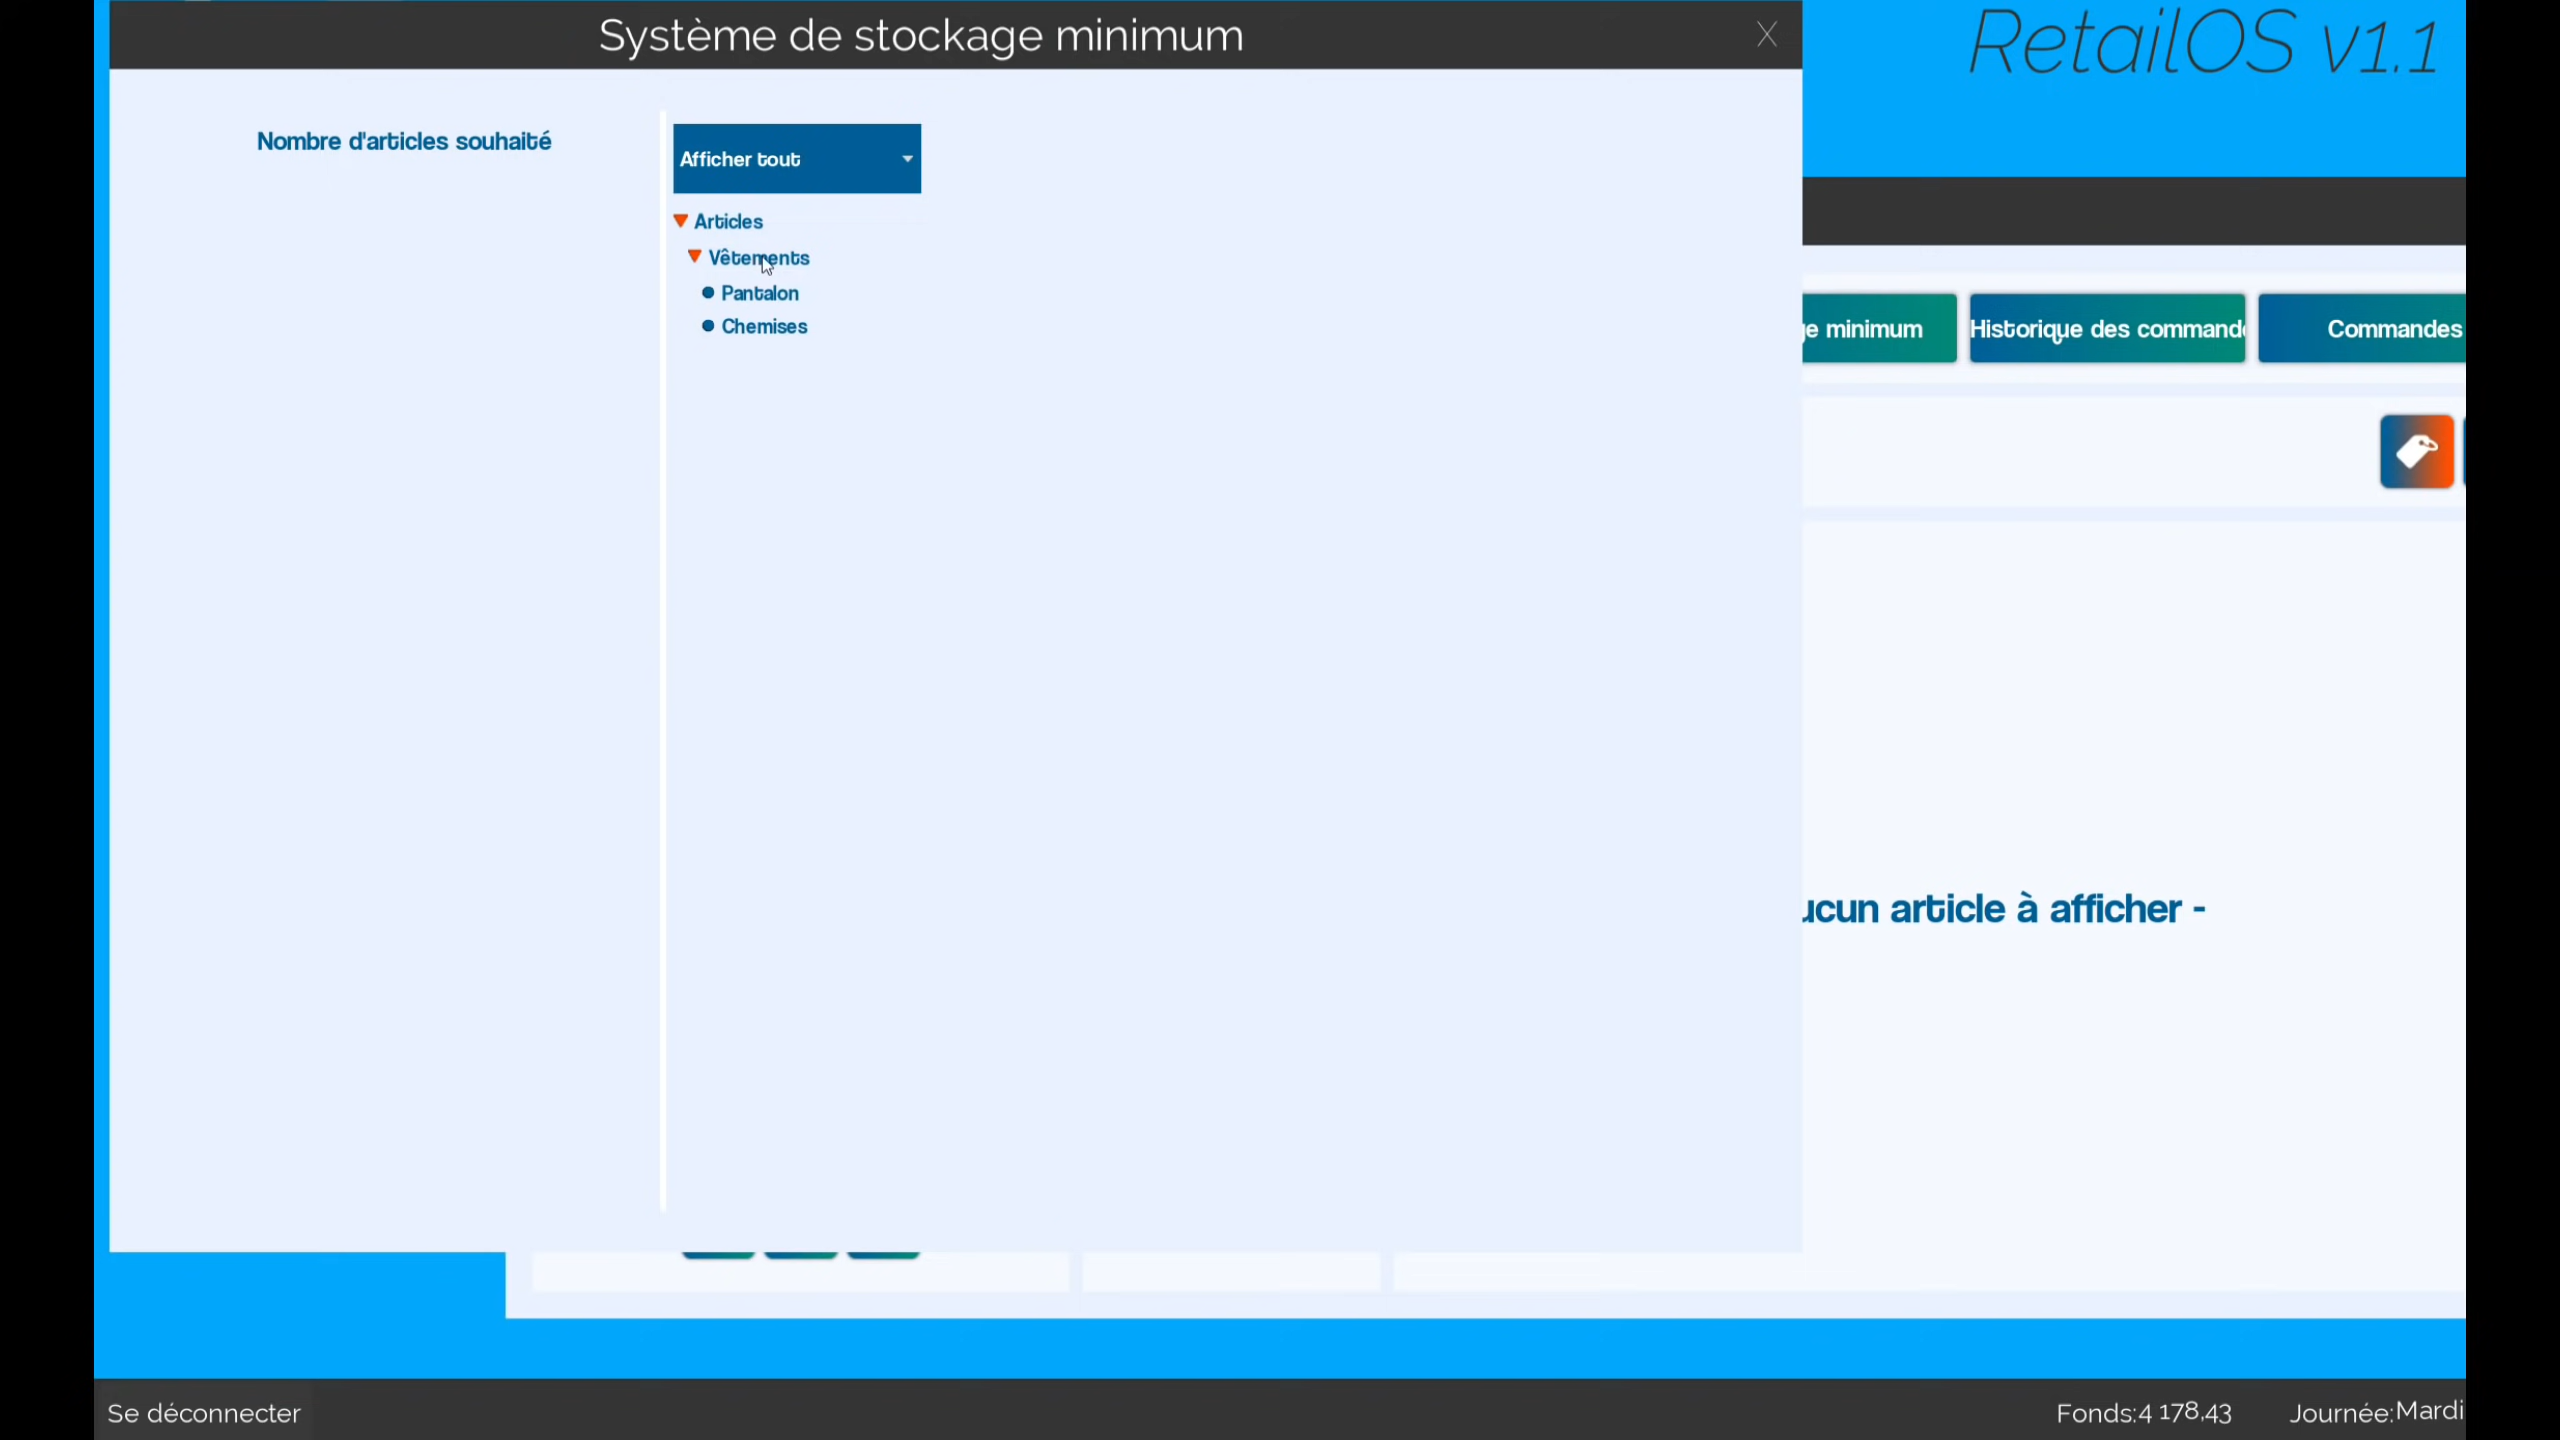 Système de stockage minimum
X
RetailOS v1.1
Nombre d'articles souhaité
Afficher tout
Articles
Vêtements
Pantalon
Chemises
minimum
Historique des commande
Commandes
ucun article à afficher -
Se déconnecter
Fonds:4 178,43
Journée:Mardi